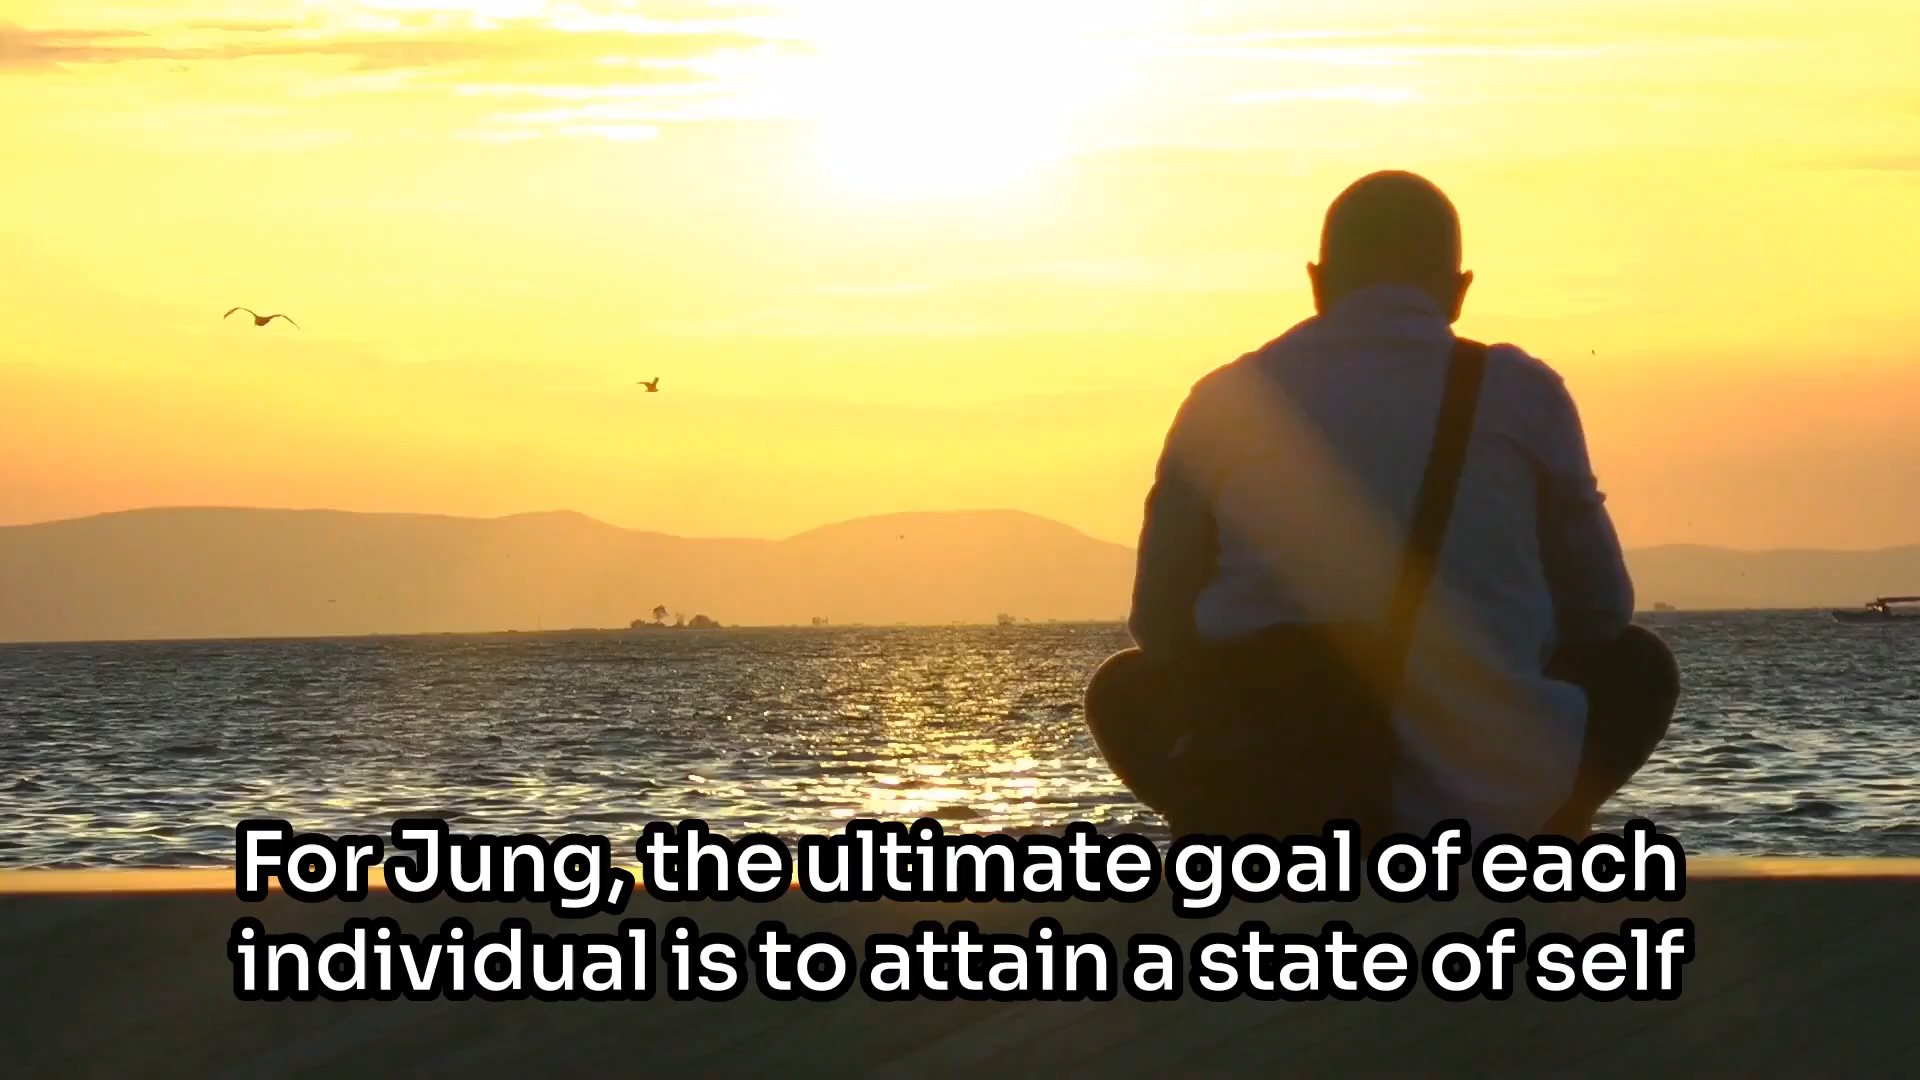 For Jung, the ultimate goal of each
individual is to attain a state of self